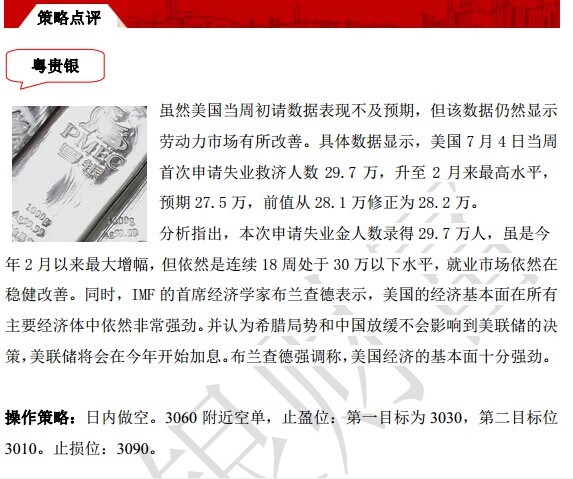 策略点评
粤贵银
PMEC
粤银
1000g
Ag99.99
虽然美国当周初请数据表现不及预期，但该数据仍然显示
劳动力市场有所改善。具体数据显示，美国 7 月 4 日当周
首次申请失业救济人数 29.7 万，升至 2 月来最高水平，
预期 27.5 万，前值从 28.1 万修正为 28.2 万。
分析指出，本次申请失业金人数录得 29.7 万人，虽是今
年 2 月以来最大增幅，但依然是连续 18 周处于 30 万以下水平，就业市场依然在
稳健改善。同时，IMF 的首席经济学家布兰查德表示，美国的经济基本面在所有
主要经济体中依然非常强劲。并认为希腊局势和中国放缓不会影响到美联储的决
策，美联储将会在今年开始加息。布兰查德强调称，美国经济的基本面十分强劲。
操作策略：日内做空。3060 附近空单，止盈位：第一目标为 3030，第二目标位
3010。止损位：3090。